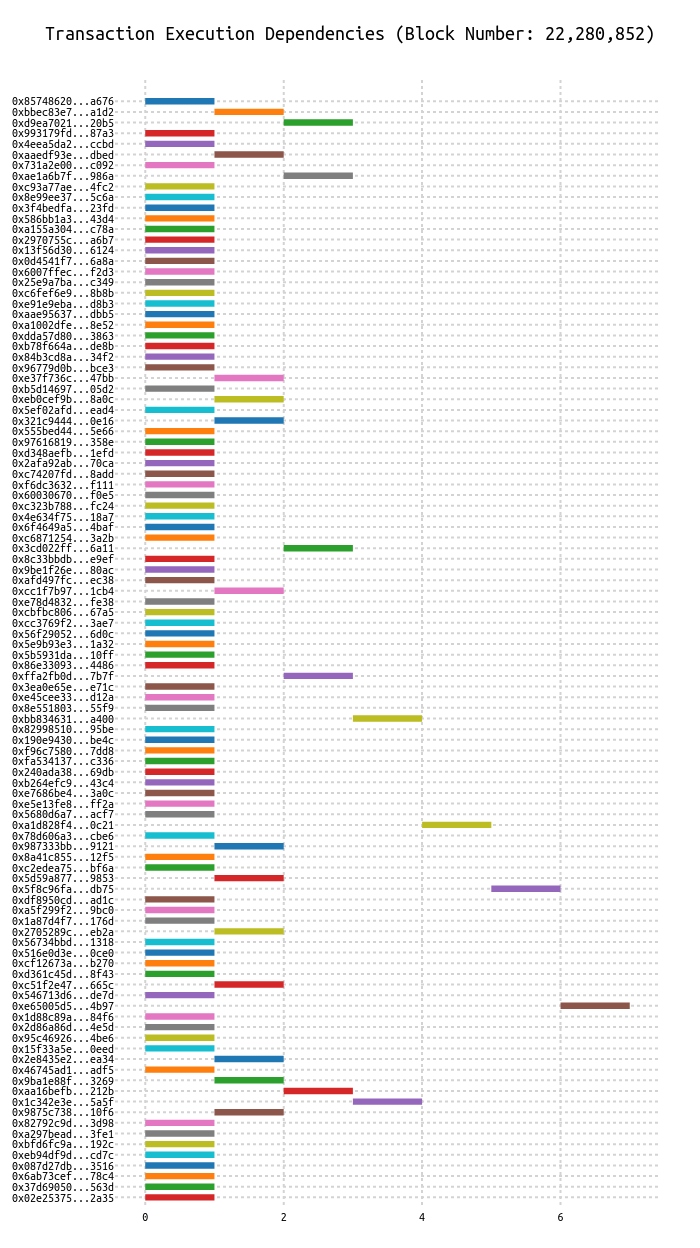 Transaction Execution Dependencies (Block Number: 22,280,852)
0x85748620...a676
0xbbec83e7...a1d2
0xd9ea7021...20b5
0x993179fd...87a3
0x4eea5da2...ccbd
0xaaedf93e...dbed
0x731a2e00...c092
0xae1a6b7f...986a
0xc93a77ae...4fc2
0x8e99ee37...5c6a
0x3f4bedfa...23fd
0x586bb1a3...43d4
0xa155a304...c78a
0x2970755c...a6b7
0x13f56d30...6124
0x0d4541f7...6a8a
0x6007ffec...f2d3
0x25e9a7ba...c349
0xc6fef6e9...8b8b
0xe91e9eba...d8b3
0xaae95637...dbb5
0xa1002dfe...8e52
0xdda57d80...3863
0xb78f664a...de8b
0x84b3cd8a...34f2
0x96779d0b...bce3
0xe37f736c...47bb
0xb5d14697...05d2
0xeb0cef9b...8a0c
0x5ef02afd...ead4
0x321c9444...0e16
0x555bed44...5e66
0x97616819...358e
0xd348aefb...1efd
0x2afa92ab...70ca
0xc74207fd...8add
0xf6dc3632...f111
0x60030670...f0e5
0xc323b788...fc24
0x4e634f75...18a7
0x6f4649a5...4baf
0xc6871254...3a2b
0x3cd022ff...6a11
0x8c33bbdb...e9ef
0x9be1f26e...80ac
0xafd497fc...ec38
0xcc1f7b97...1cb4
0xe78d4832...fe38
0xcbfbc806...67a5
0xcc3769f2...3ae7
0x56f29052...6d0c
0x5e9b93e3...1a32
0x5b5931da...10ff
0x86e33093...4486
0xffa2fb0d...7b7f
0x3ea0e65e...e71c
0xe45cee33...d12a
0x8e551803...55f9
0xbb834631...a400
0x82998510...95be
0x190e9430...be4c
0xf96c7580...7dd8
0xfa534137...c336
0x240ada38...69db
0xb264efc9...43c4
0xe7686be4...3a0c
0xe5e13fe8...ff2a
0x5680d6a7...acf7
0xa1d828f4...0c21
0x78d606a3...cbe6
0x987333bb...9121
0x8a41c855...12f5
0xc2edea75...bf6a
0x5d59a877...9853
0x5f8c96fa...db75
0xdf8950cd...ad1c
0xa5f299f2...9bc0
0x1a87d4f7...176d
0x2705289c...eb2a
0x56734bbd...1318
0x516e0d3e...0ce0
0xcf12673a...b270
0xd361c45d...8f43
0xc51f2e47...665c
0x546713d6...de7d
0xe65005d5...4b97
0x1d88c89a...84f6
0x2d86a86d...4e5d
0x95c46926...4be6
0x15f33a5e...0eed
0x2e8435e2...ea34
0x46745ad1...adf5
0x9ba1e88f...3269
0xaa16befb...212b
0x1c342e3e...5a5f
0x9875c738...10f6
0x82792c9d...3d98
0xa297bead...3fe1
0xbfd6fc9a...192c
0xeb94df9d...cd7c
0x087d27db...3516
0x6ab73cef...78c4
0x37d69050...563d
0x02e25375...2a35
0 2 4 6